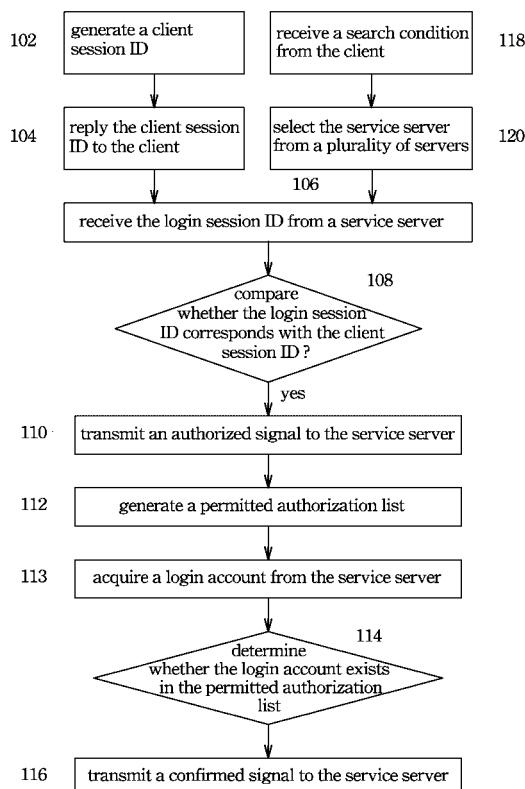 102
generate a client
session ID
receive a search condition
from the client
118
104
reply the client session
ID to the client
select the service server
from a plurality of servers
120
106
receive the login session ID from a service server
108
compare
whether the login session
ID corresponds with the client
session ID ?
yes
110
transmit an authorized signal to the service server
112
generate a permitted authorization list
113
acquire a login account from the service server
114
determine
whether the login account exists
in the permitted authorization
list
116
transmit a confirmed signal to the service server